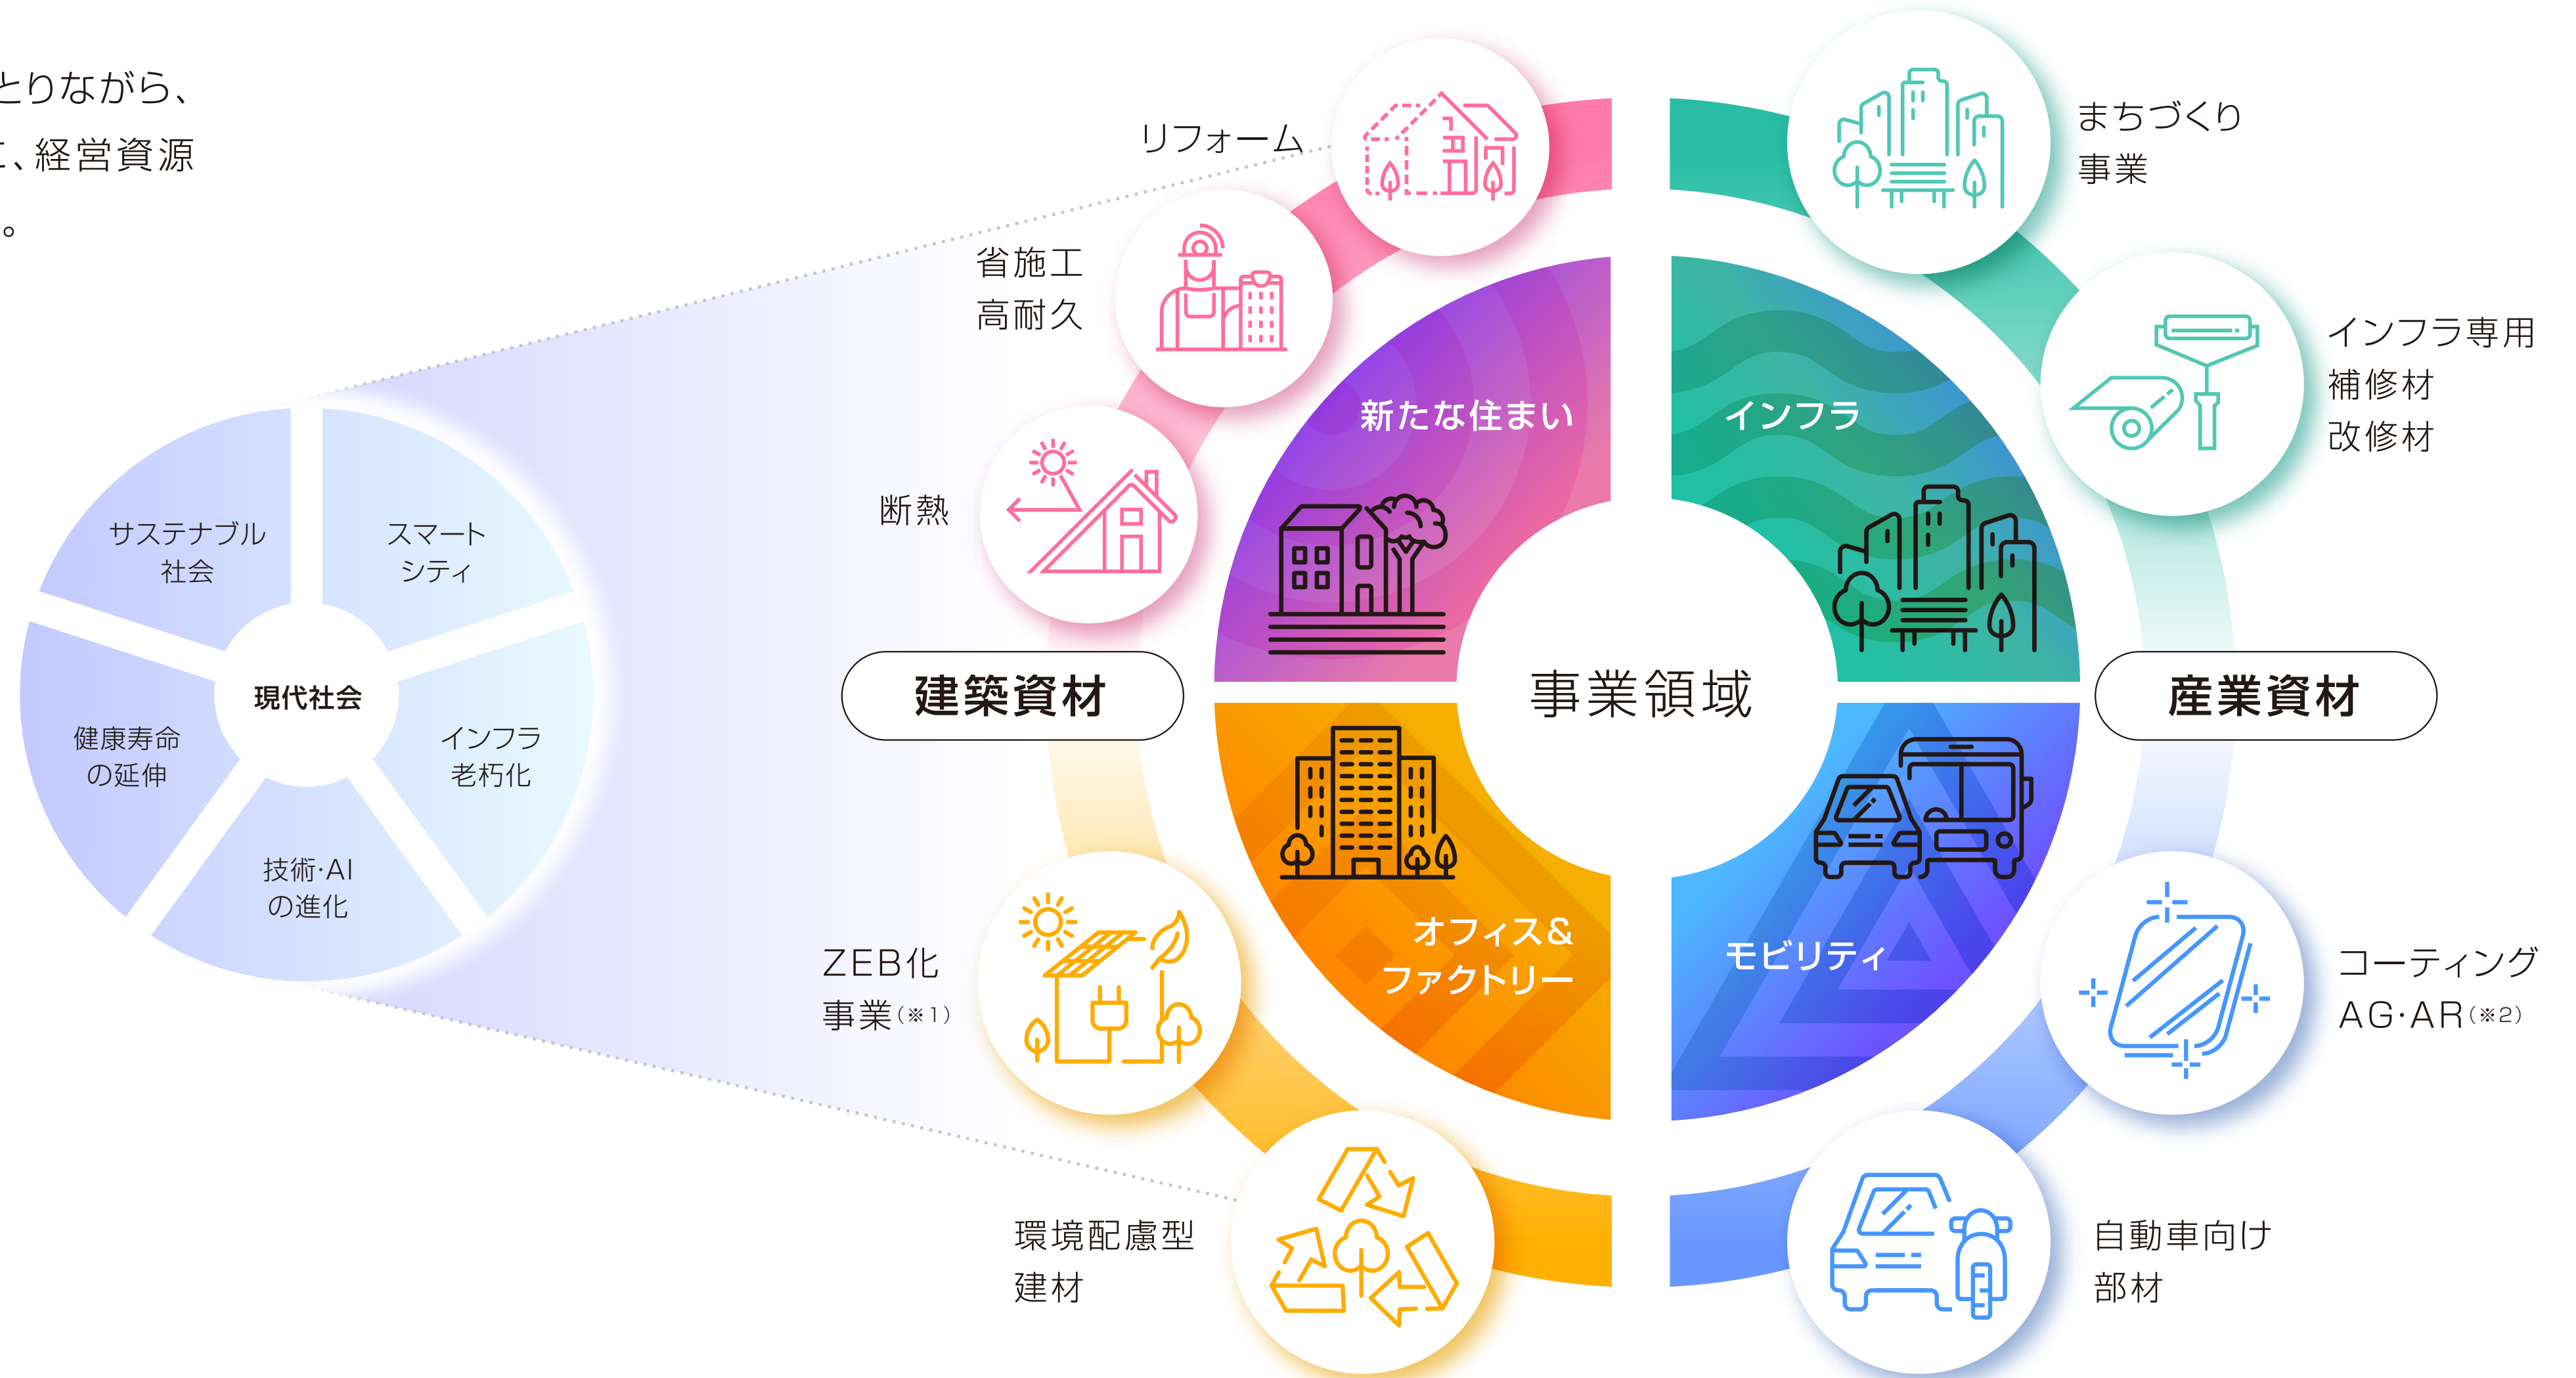 とりながら、
に、経営資源
。
サステナブル
社会
スマート
シティ
健康寿命
の延伸
現代社会
インフラ
老朽化
技術・AI
の進化
リフォーム
省施工
高耐久
断熱
建築資材
ZEB化
事業(※1)
環境配慮型
建材
新たな住まい
インフラ
事業領域
オフィス&
ファクトリー
モビリティ
まちづくり
事業
インフラ専用
補修材
改修材
産業資材
コーティング
AG・AR(※2)
自動車向け
部材